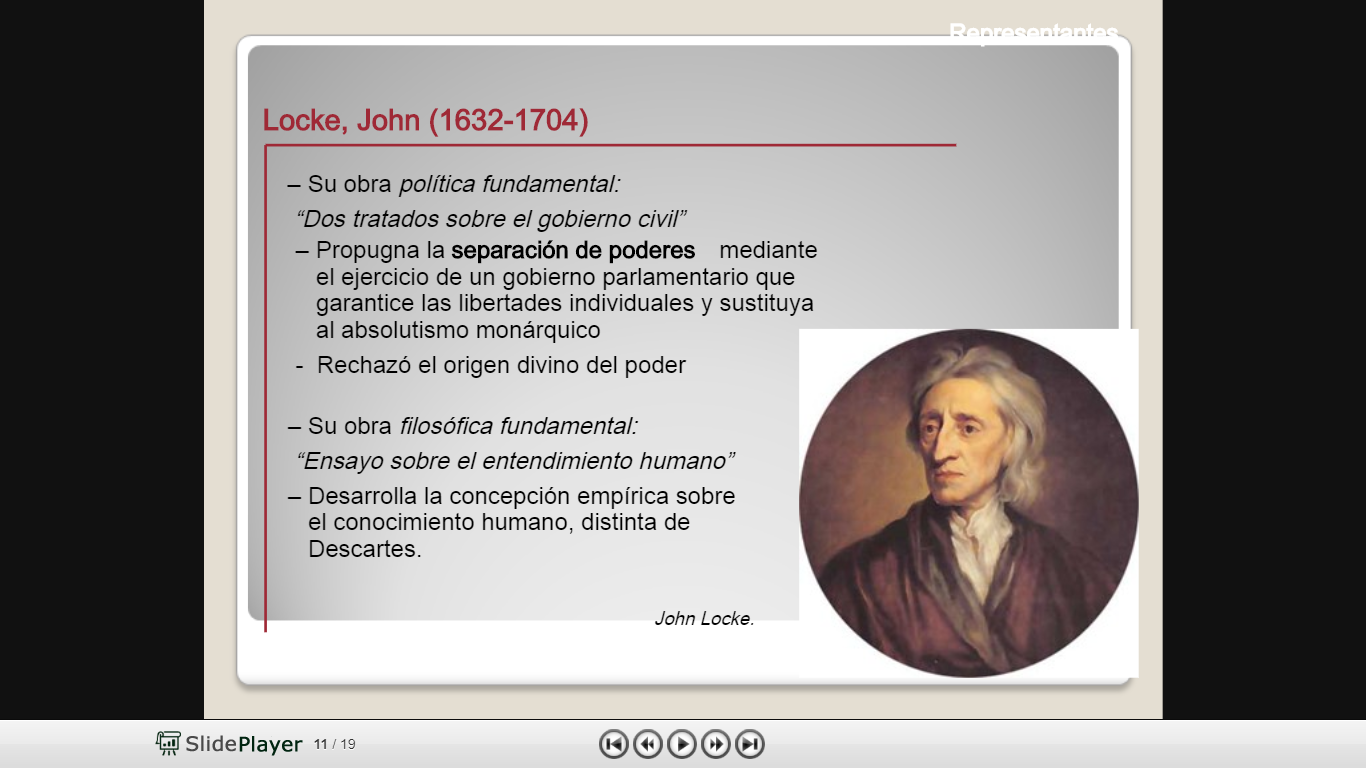 Representantes
Locke, John (1632-1704)
– Su obra política fundamental:
“Dos tratados sobre el gobierno civil”
– Propugna la separación de poderes mediante
el ejercicio de un gobierno parlamentario que
garantice las libertades individuales y sustituya
al absolutismo monárquico
- Rechazó el origen divino del poder
– Su obra filosófica fundamental:
“Ensayo sobre el entendimiento humano”
– Desarrolla la concepción empírica sobre
el conocimiento humano, distinta de
Descartes.
John Locke.
SlidePlayer 11 / 19